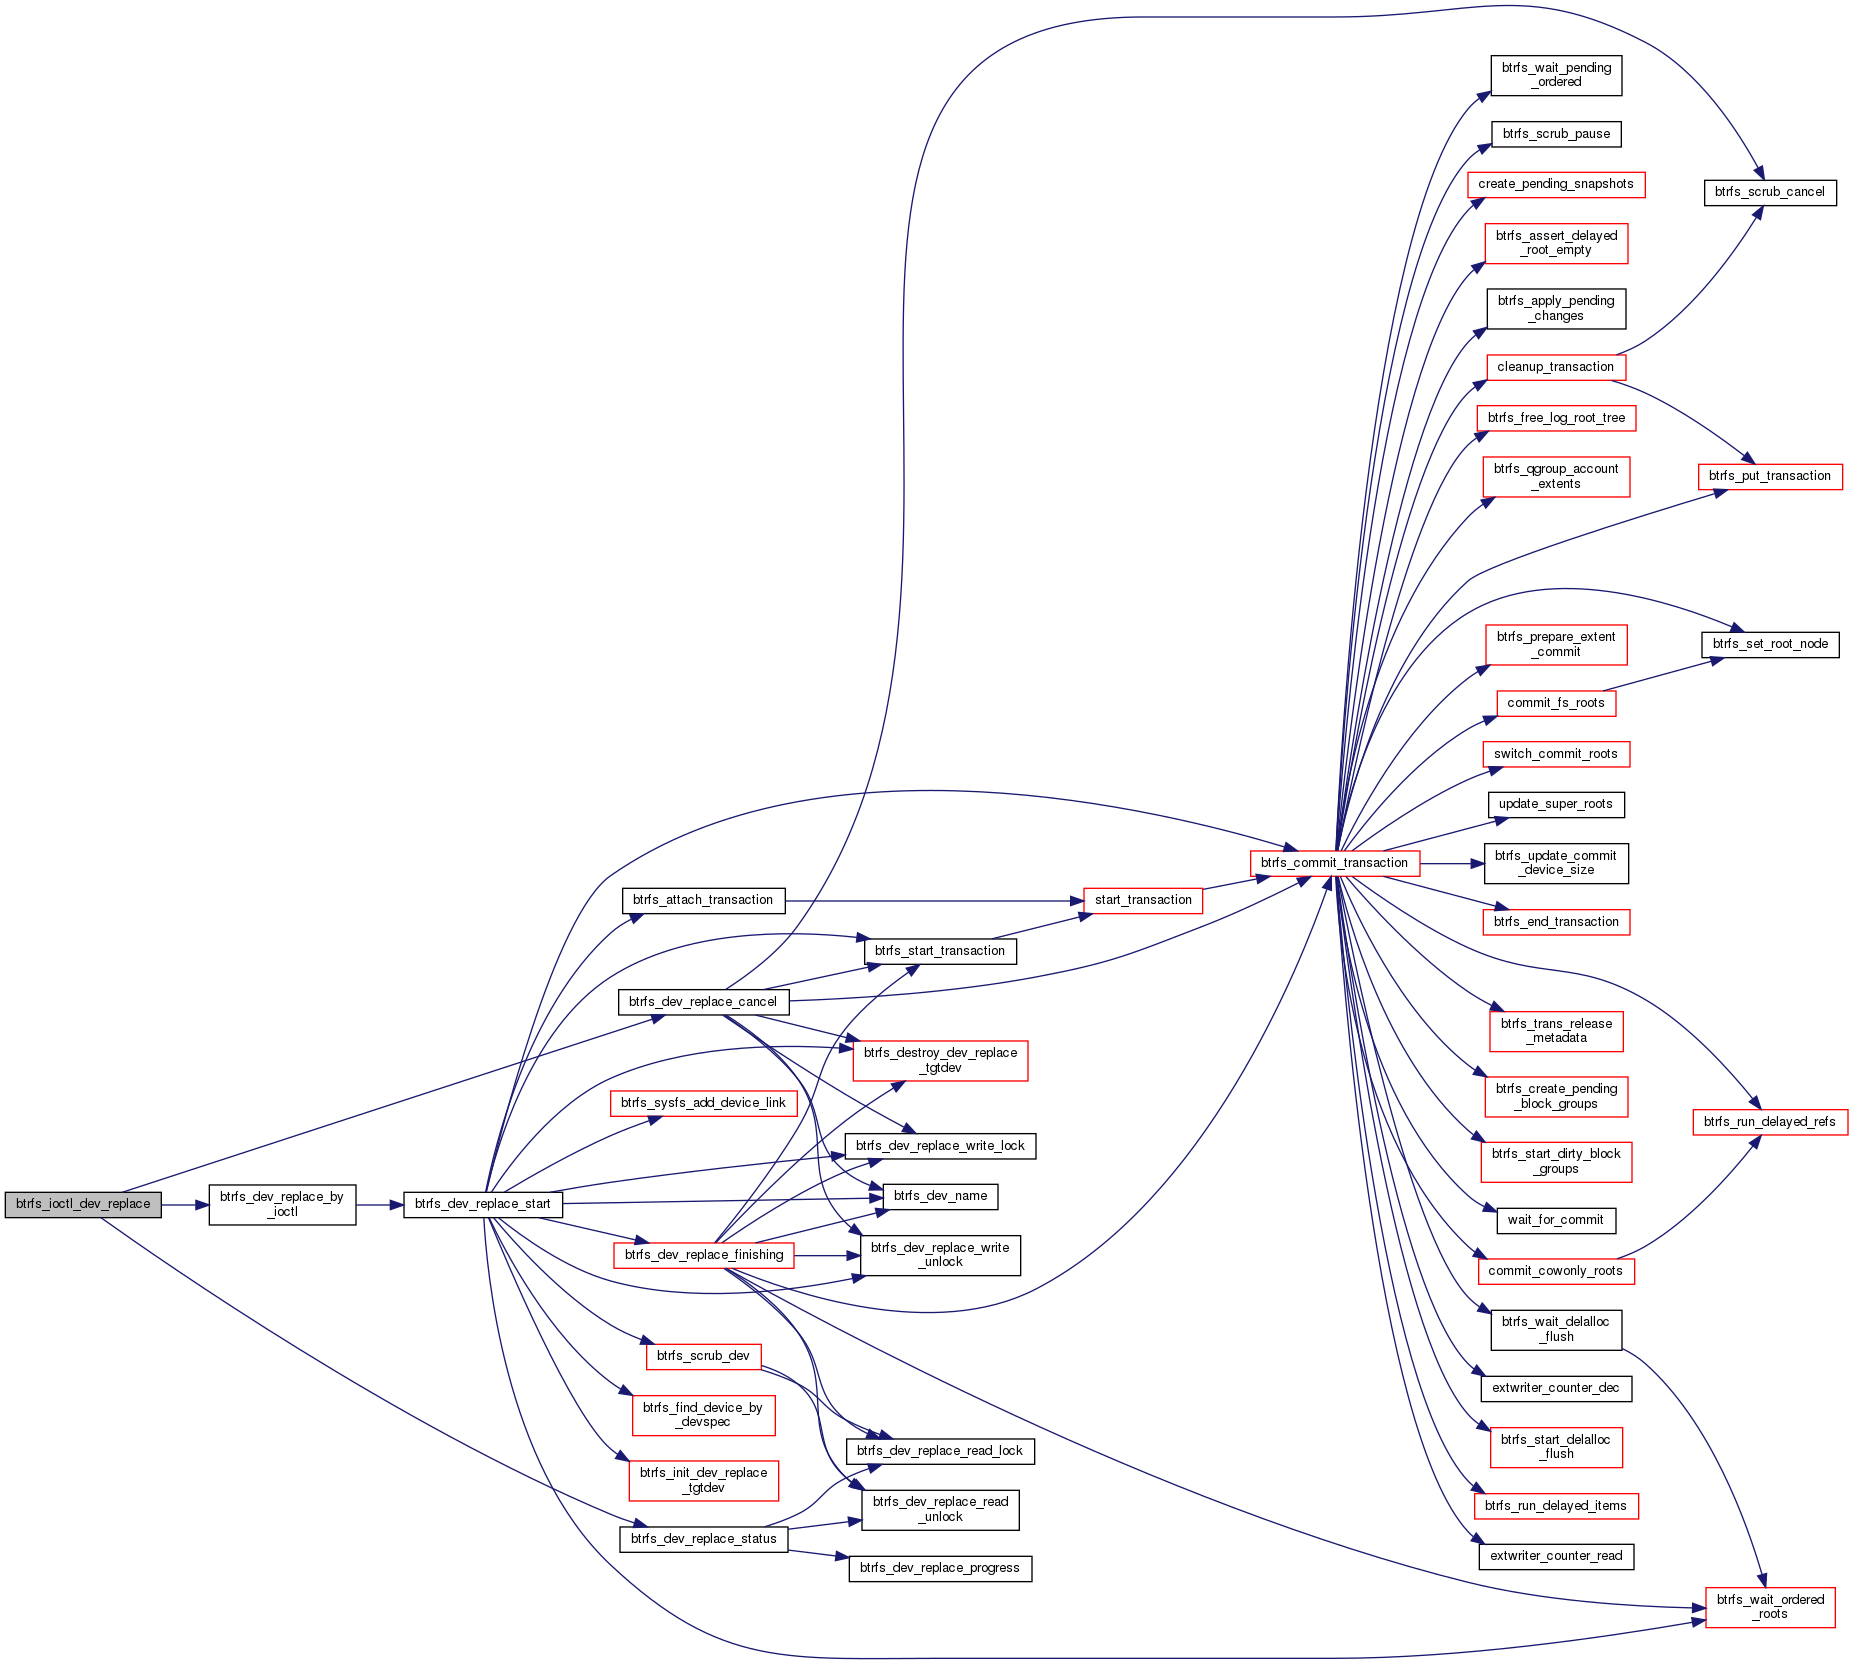 btrfs_ioctl_dev_replace
btrfs_dev_replace_by
_ioctl
btrfs_dev_replace_start
btrfs_attach_transaction
btrfs_dev_replace_cancel
btrfs_sysfs_add_device_link
btrfs_dev_replace_finishing
btrfs_scrub_dev
btrfs_find_device_by
_devspec
btrfs_init_dev_replace
_tgtdev
btrfs_dev_replace_status
btrfs_start_transaction
btrfs_destroy_dev_replace
_tgtdev
btrfs_dev_replace_write_lock
btrfs_dev_name
btrfs_dev_replace_write
_unlock
btrfs_dev_replace_read_lock
btrfs_dev_replace_read
_unlock
btrfs_dev_replace_progress
start_transaction
btrfs_commit_transaction
btrfs_wait_pending
_ordered
btrfs_scrub_pause
create_pending_snapshots
btrfs_assert_delayed
_root_empty
btrfs_apply_pending
_changes
cleanup_transaction
btrfs_free_log_root_tree
btrfs_qgroup_account
_extents
btrfs_prepare_extent
_commit
commit_fs_roots
switch_commit_roots
update_super_roots
btrfs_update_commit
_device_size
btrfs_end_transaction
btrfs_trans_release
_metadata
btrfs_create_pending
_block_groups
btrfs_start_dirty_block
_groups
wait_for_commit
commit_cowonly_roots
btrfs_wait_delalloc
_flush
extwriter_counter_dec
btrfs_start_delalloc
_flush
btrfs_run_delayed_items
extwriter_counter_read
btrfs_scrub_cancel
btrfs_put_transaction
btrfs_set_root_node
btrfs_run_delayed_refs
btrfs_wait_ordered
_roots